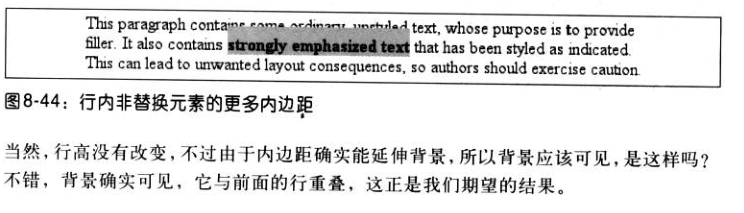 This paragraph contains some ordinary, unstyled text, whose purpose is to provide
filler. It also contains strongly emphasized text that has been styled as indicated.
This can lead to unwanted layout consequences, so authors should exercise caution.
图8-44：行内非替换元素的更多内边距
当然，行高没有改变，不过由于内边距确实能延伸背景，所以背景应该可见，是这样吗？
不错，背景确实可见，它与前面的行重叠，这正是我们期望的结果。